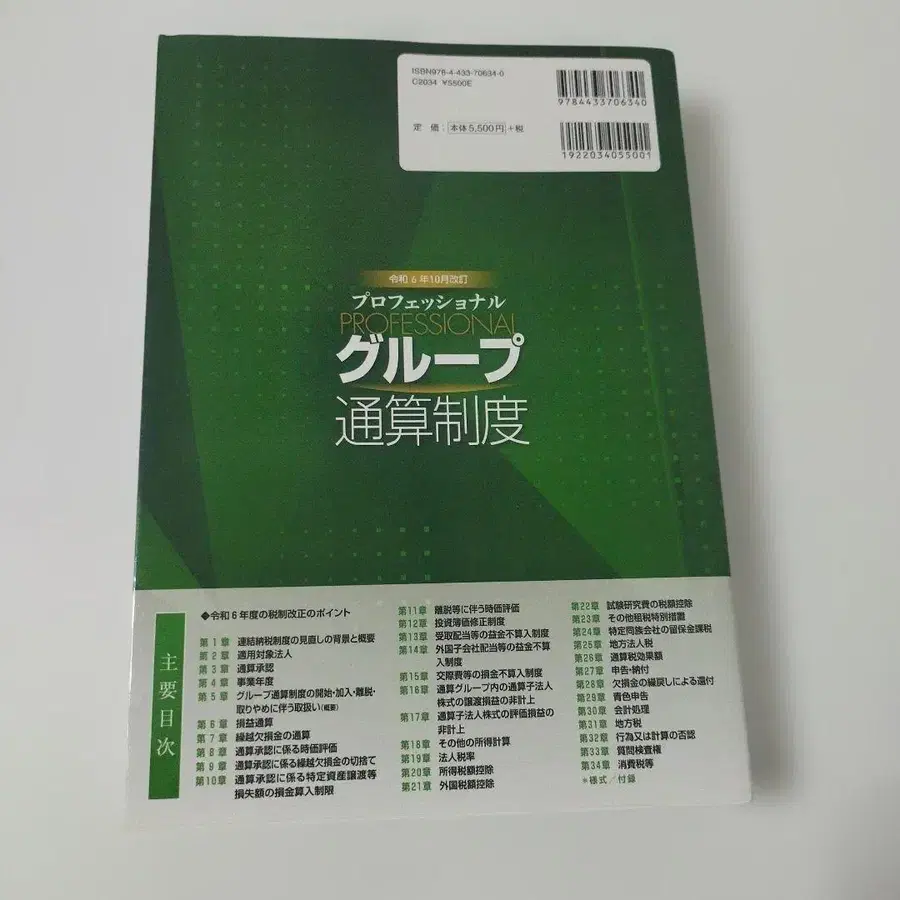 ISBN978-4-433-70634-0
C2034 ¥5500E
9784433706340
定価：本体5,500円+税
1922034055001
令和6年10月改訂
プロフェッショナル
PROFESSIONAL
グループ
通算制度
主要目次
◆令和6年度の税制改正のポイント
第1章 連結納税制度の見直しの背景と概要
第2章 適用対象法人
第3章 通算承認
第4章 事業年度
第5章 グループ通算制度の開始・加入・離脱・
取りやめに伴う取扱い(概要)
第6章 損益通算
第7章 繰越欠損金の通算
第8章 通算承認に係る時価評価
第9章 通算承認に係る繰越欠損金の切捨て
第10章 通算承認に係る特定資産譲渡等
損失額の損金算入制限
第11章 離脱等に伴う時価評価
第12章 投資簿価修正制度
第13章 受取配当等の益金不算入制度
第14章 外国子会社配当等の益金不算
入制度
第15章 交際費等の損金不算入制度
第16章 通算グループ内の通算子法人
株式の譲渡損益の非計上
第17章 通算子法人株式の評価損益の
非計上
第18章 その他の所得計算
第19章 法人税率
第20章 所得税額控除
第21章 外国税額控除
第22章 試験研究費の税額控除
第23章 その他租税特別措置
第24章 特定同族会社の留保金課税
第25章 地方法人税
第26章 通算税効果額
第27章 申告・納付
第28章 欠損金の繰戻しによる還付
第29章 青色申告
第30章 会計処理
第31章 地方税
第32章 行為又は計算の否認
第33章 質問検査権
第34章 消費税等
*様式／付録